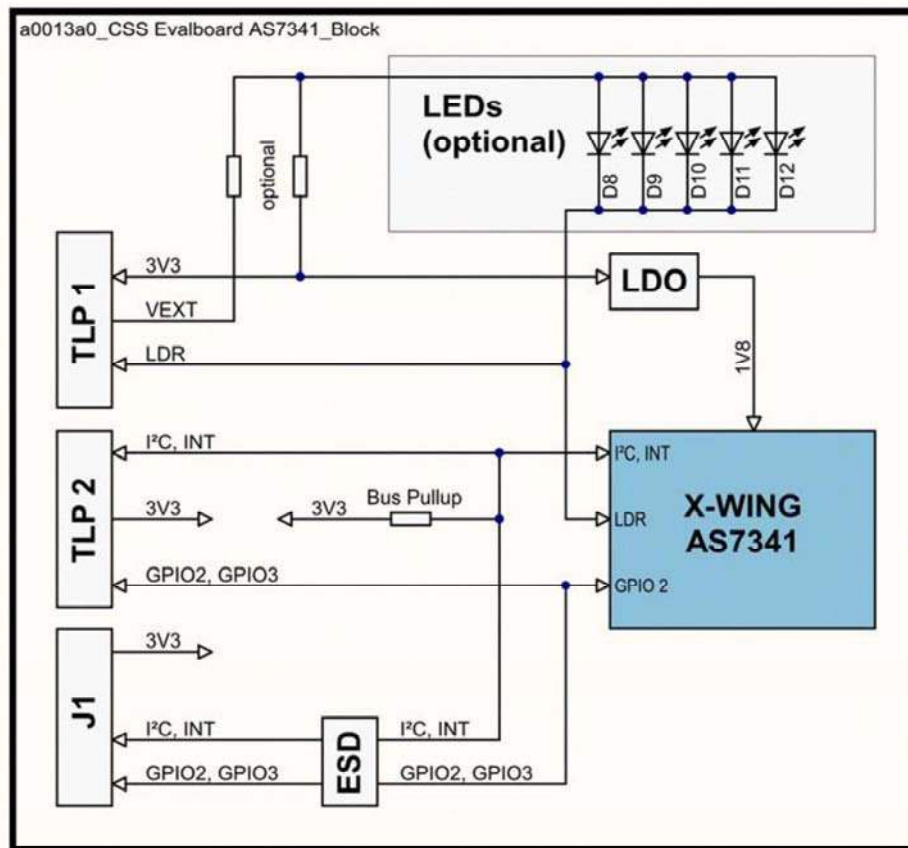 a0013a0_CSS Evalboard AS7341_Block
LEDs
(optional)
D8
D9
D10
D11
D12
optional
TLP 1
3V3
VEXT
LDR
LDO
1V8
TLP 2
I²C, INT
3V3
3V3
Bus Pullup
GPIO2, GPIO3
I²C, INT
LDR
GPIO 2
X-WING
AS7341
J1
3V3
I²C, INT
GPIO2, GPIO3
ESD
I²C, INT
GPIO2, GPIO3